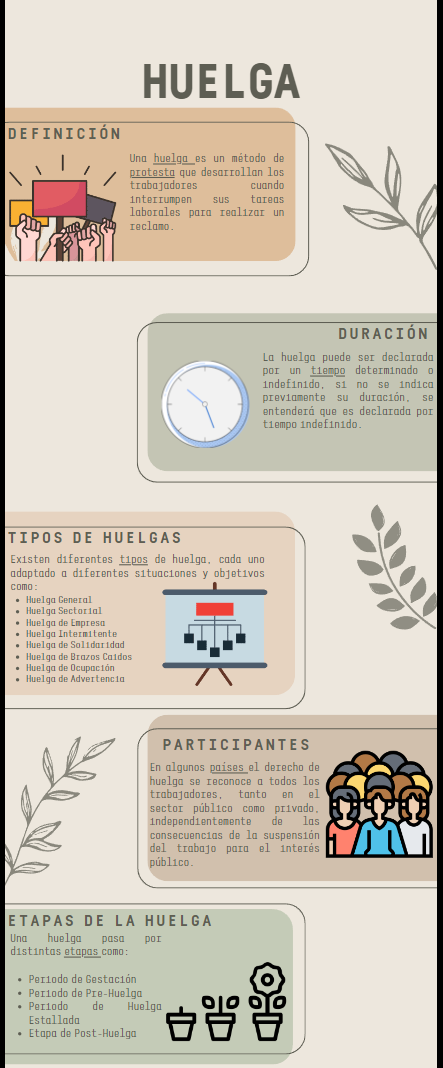 HUELGA
DEFINICIÓN
Una huelga es un método de
protesta que desarrollan los
trabajadores cuando
interrumpen sus tareas
laborales para realizar un
reclamo.
DURACIÓN
La huelga puede ser declarada
por un tiempo determinado o
indefinido, si no se indica
previamente su duración, se
entenderá que es declarada por
tiempo indefinido.
TIPOS DE HUELGAS
Existen diferentes tipos de huelga, cada uno
adaptado a diferentes situaciones y objetivos
como:
• Huelga General
• Huelga Sectorial
• Huelga de Empresa
• Huelga Intermitente
• Huelga de Solidaridad
• Huelga de Brazos Caídos
• Huelga de Ocupación
• Huelga de Advertencia
PARTICIPANTES
En algunos países el derecho de
huelga se reconoce a todos los
trabajadores, tanto en el
sector público como privado,
independientemente de las
consecuencias de la suspensión
del trabajo para el interés
público.
ETAPAS DE LA HUELGA
Una huelga pasa por
distintas etapas como:
• Periodo de Gestación
• Periodo de Pre-Huelga
• Periodo de Huelga
Estallada
• Etapa de Post-Huelga